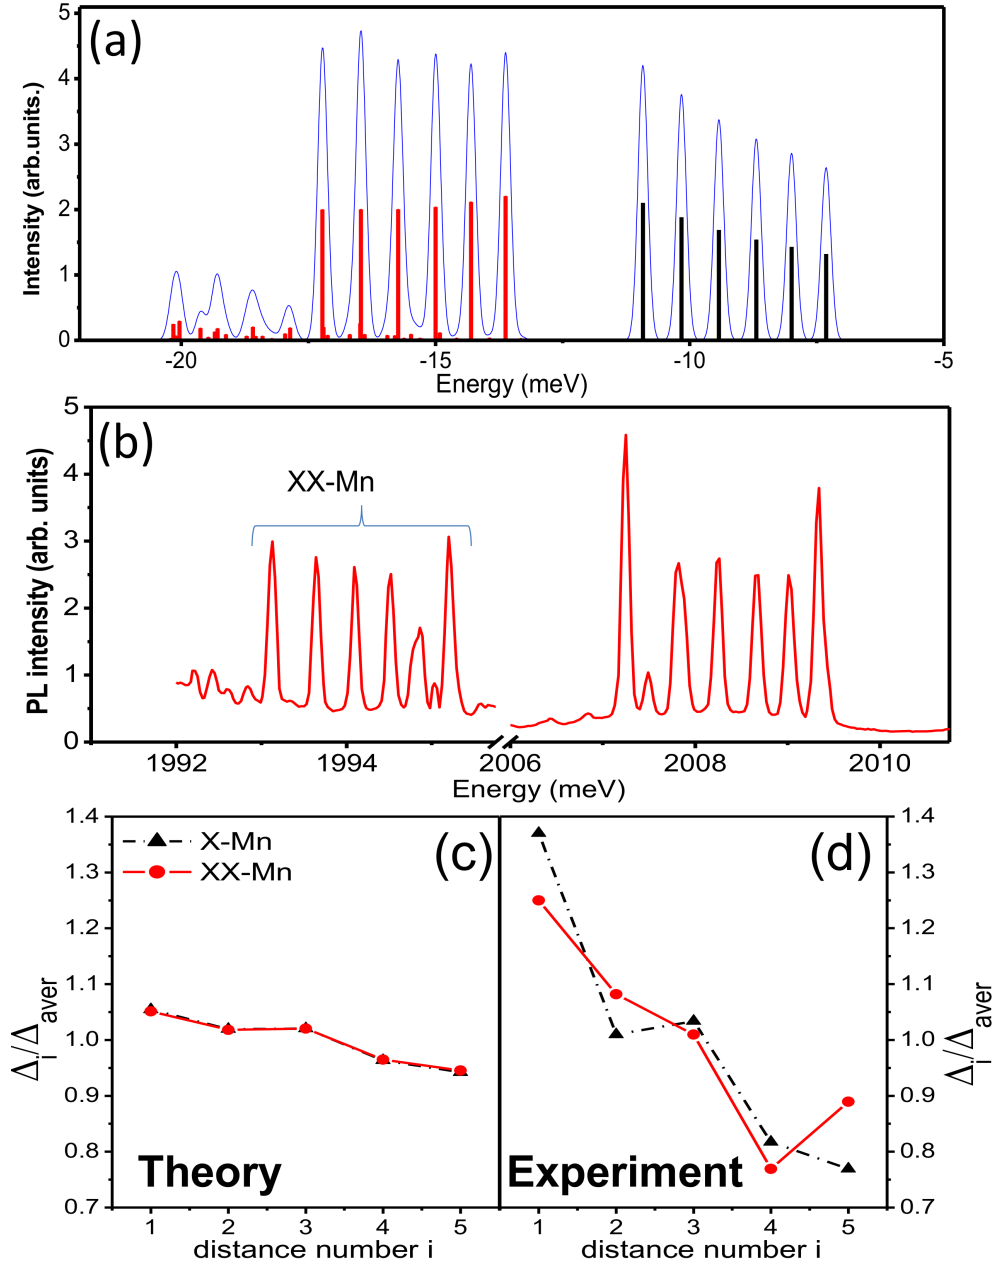 (a)
Intensity (arb.units.)
5
4
3
2
1
0
-20 -15 -10 -5
Energy (meV)
(b)
XX-Mn
PL intensity (arb. units)
5
4
3
2
1
0
1992 1994 2006 2008 2010
Energy (meV)
(c)
X-Mn
XX-Mn
Δi/Δaver
1.4
1.3
1.2
1.1
1.0
0.9
0.8
0.7
Theory
1 2 3 4 5
distance number i
(d)
Experiment
1 2 3 4 5
distance number i
1.4
1.3
1.2
1.1
1.0
0.9
0.8
0.7
Δi/Δaver